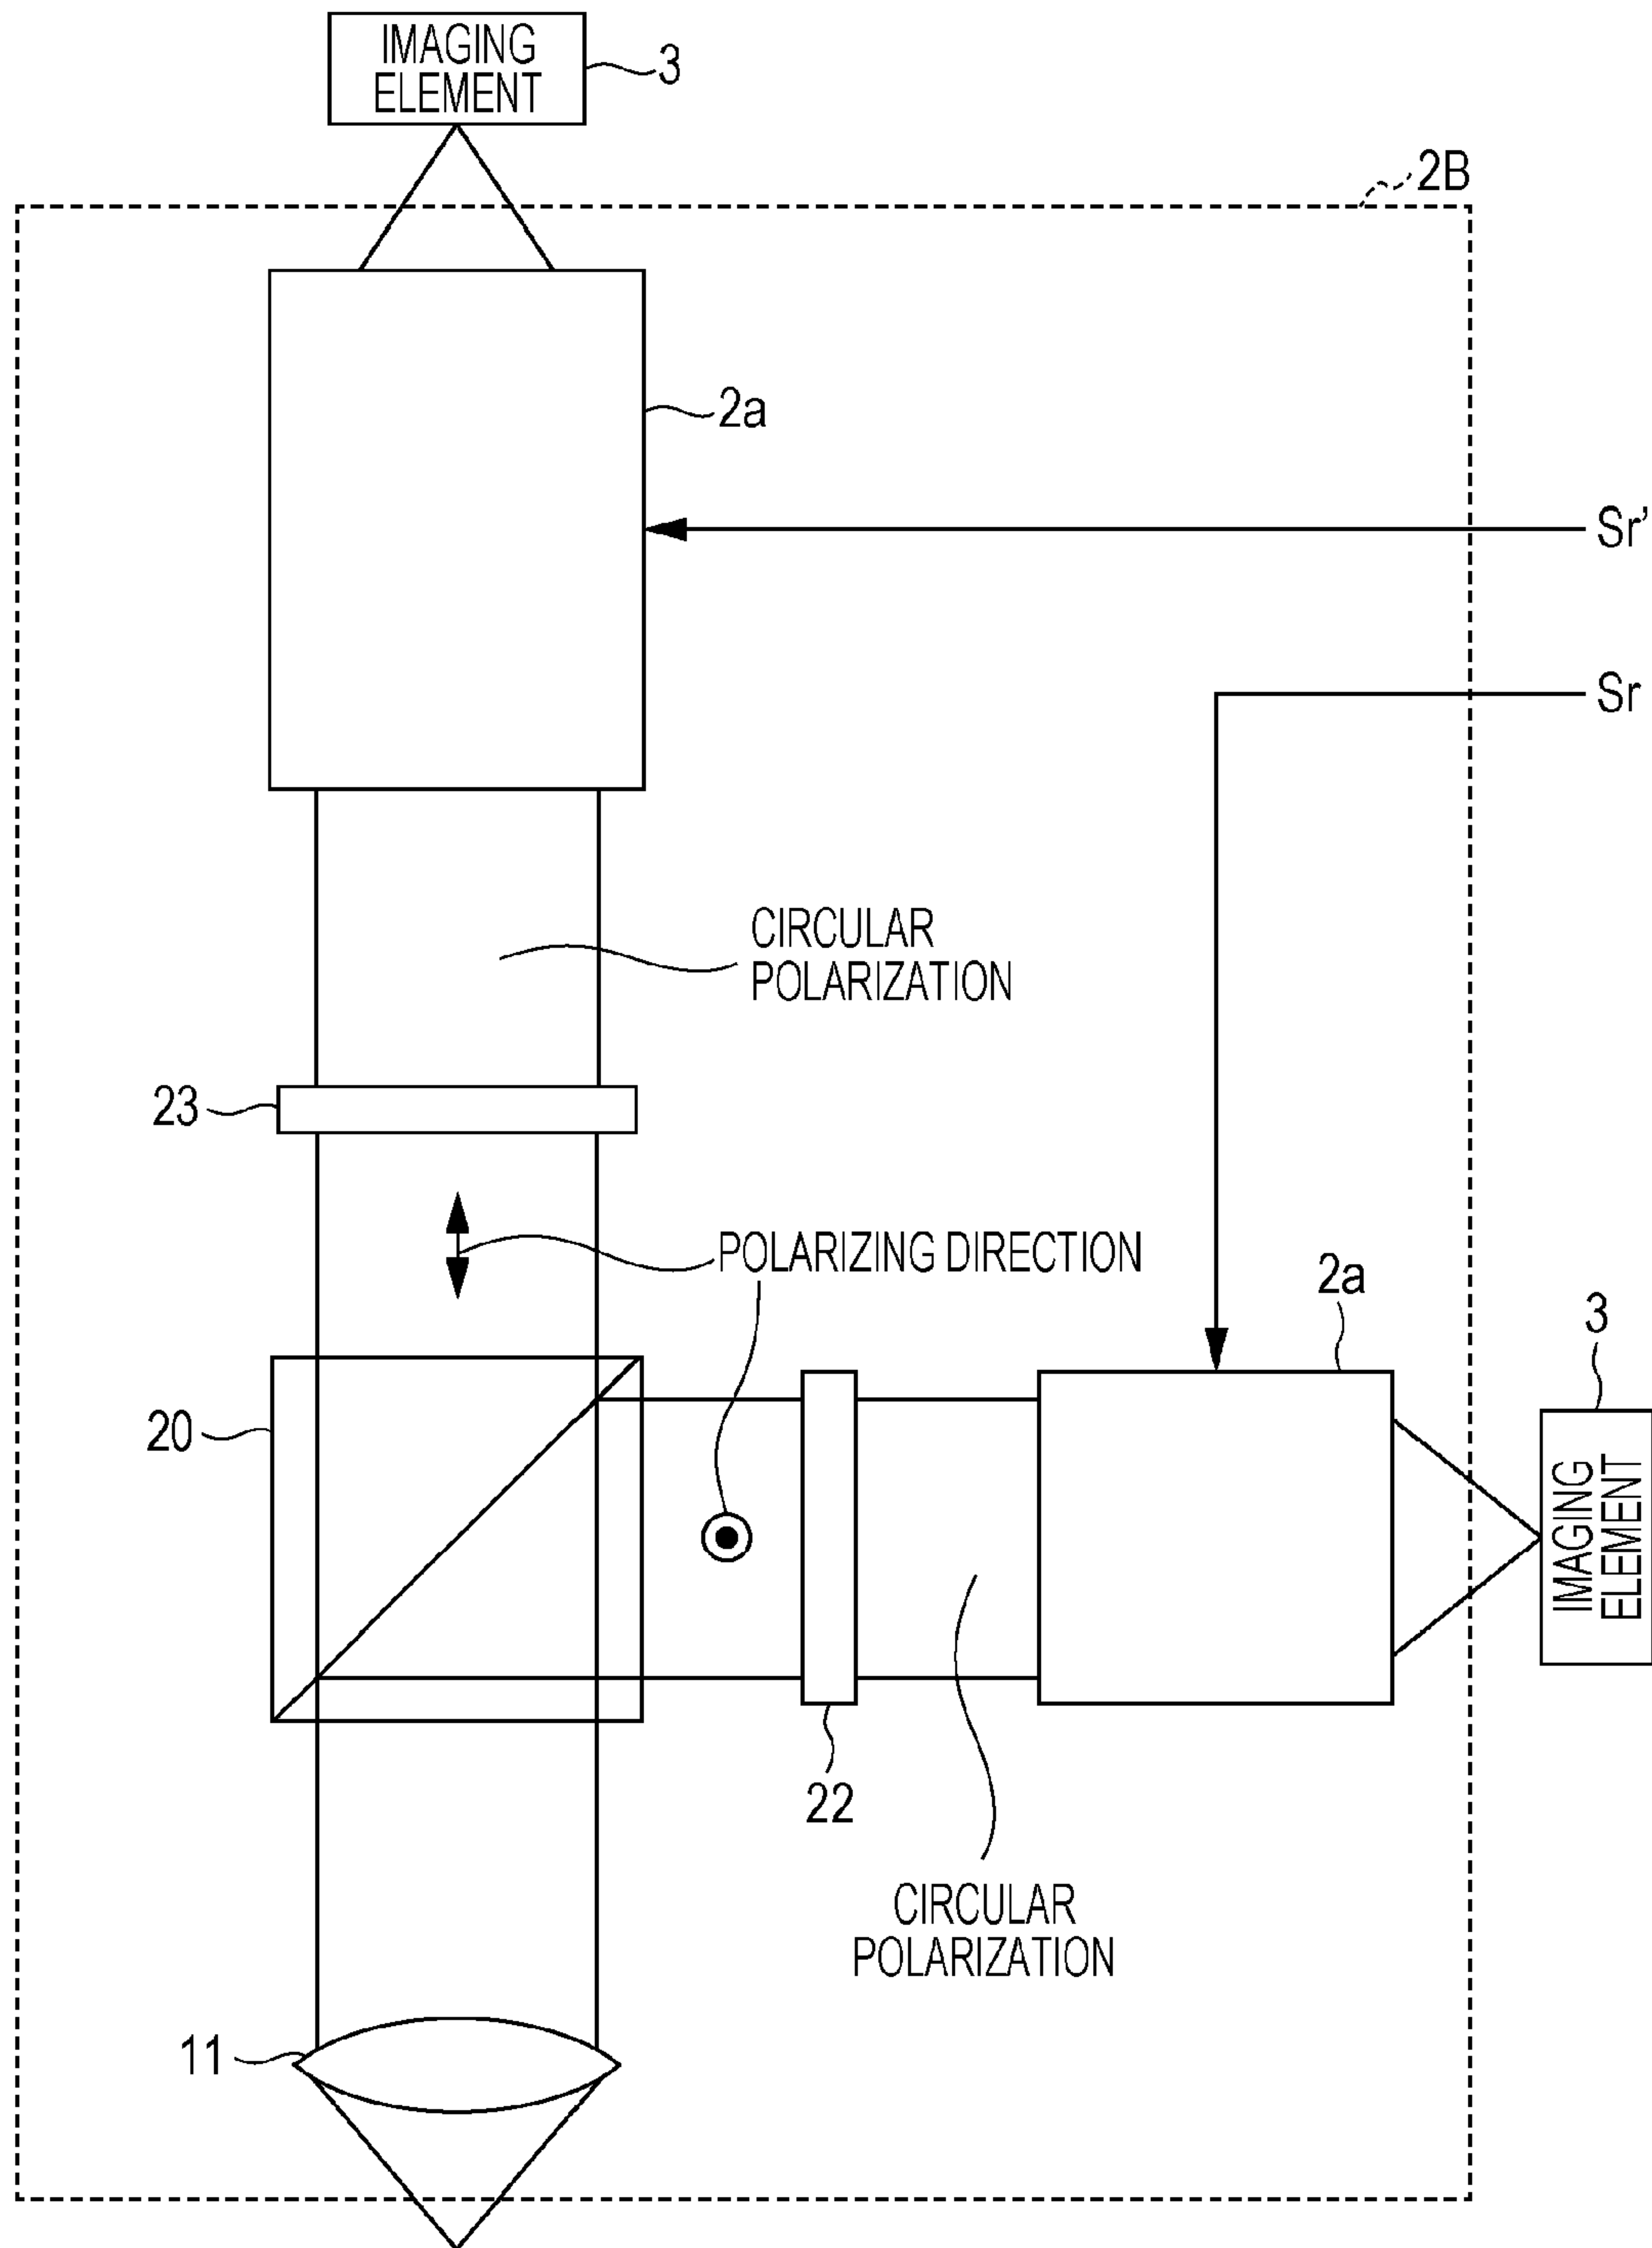 IMAGING
ELEMENT
3
2B
2a
Sr'
Sr
CIRCULAR
POLARIZATION
23
POLARIZING DIRECTION
2a
3
20
IMAGING
ELEMENT
22
CIRCULAR
POLARIZATION
11